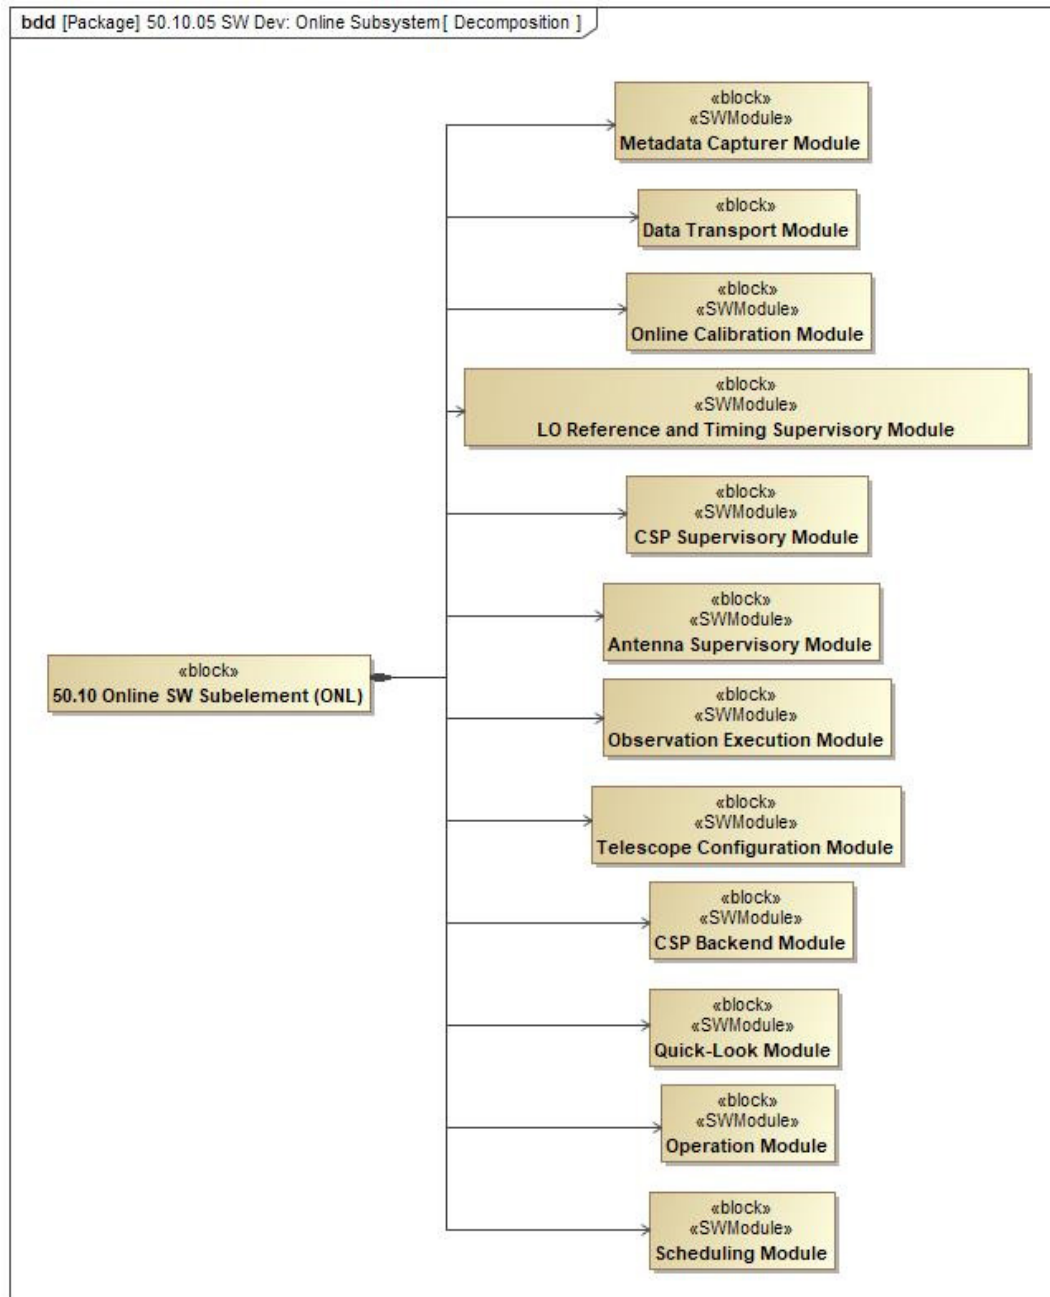 bdd [Package] 50.10.05 SW Dev: Online Subsystem[ Decomposition ]
«block»
«SWModule»
Metadata Capturer Module
«block»
Data Transport Module
«block»
«SWModule»
Online Calibration Module
«block»
«SWModule»
LO Reference and Timing Supervisory Module
«block»
«SWModule»
CSP Supervisory Module
«block»
«SWModule»
Antenna Supervisory Module
«block»
50.10 Online SW Subelement (ONL)
«block»
«SWModule»
Observation Execution Module
«block»
«SWModule»
Telescope Configuration Module
«block»
«SWModule»
CSP Backend Module
«block»
«SWModule»
Quick-Look Module
«block»
«SWModule»
Operation Module
«block»
«SWModule»
Scheduling Module